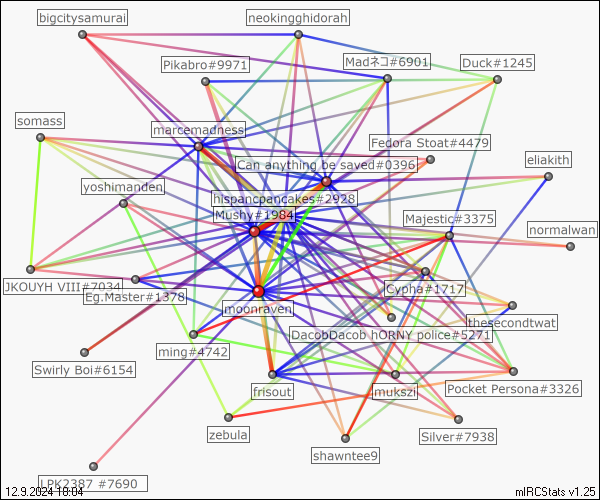 bigcitysamurai
neokingghidorah
Pikabro#9971
Madネコ#6901
Duck#1245
somass
marcemadness
Fedora Stoat#4479
Can anything be saved#0396
eliakith
yoshimanden
hispancpancakes#2928
Mushy#1984
Majestic#3375
normalwan
JKOUYH VIII#7034
Eg.Master#1378
Cypha#1717
moonraven
thesecondtwat
DacobDacob hORNY police#5271
ming#4742
Swirly Boi#6154
frisout
mukszi
Pocket Persona#3326
zebula
Silver#7938
shawntee9
LPK2387 #7690
12.9.2024 18:04
mIRCStats v1.25